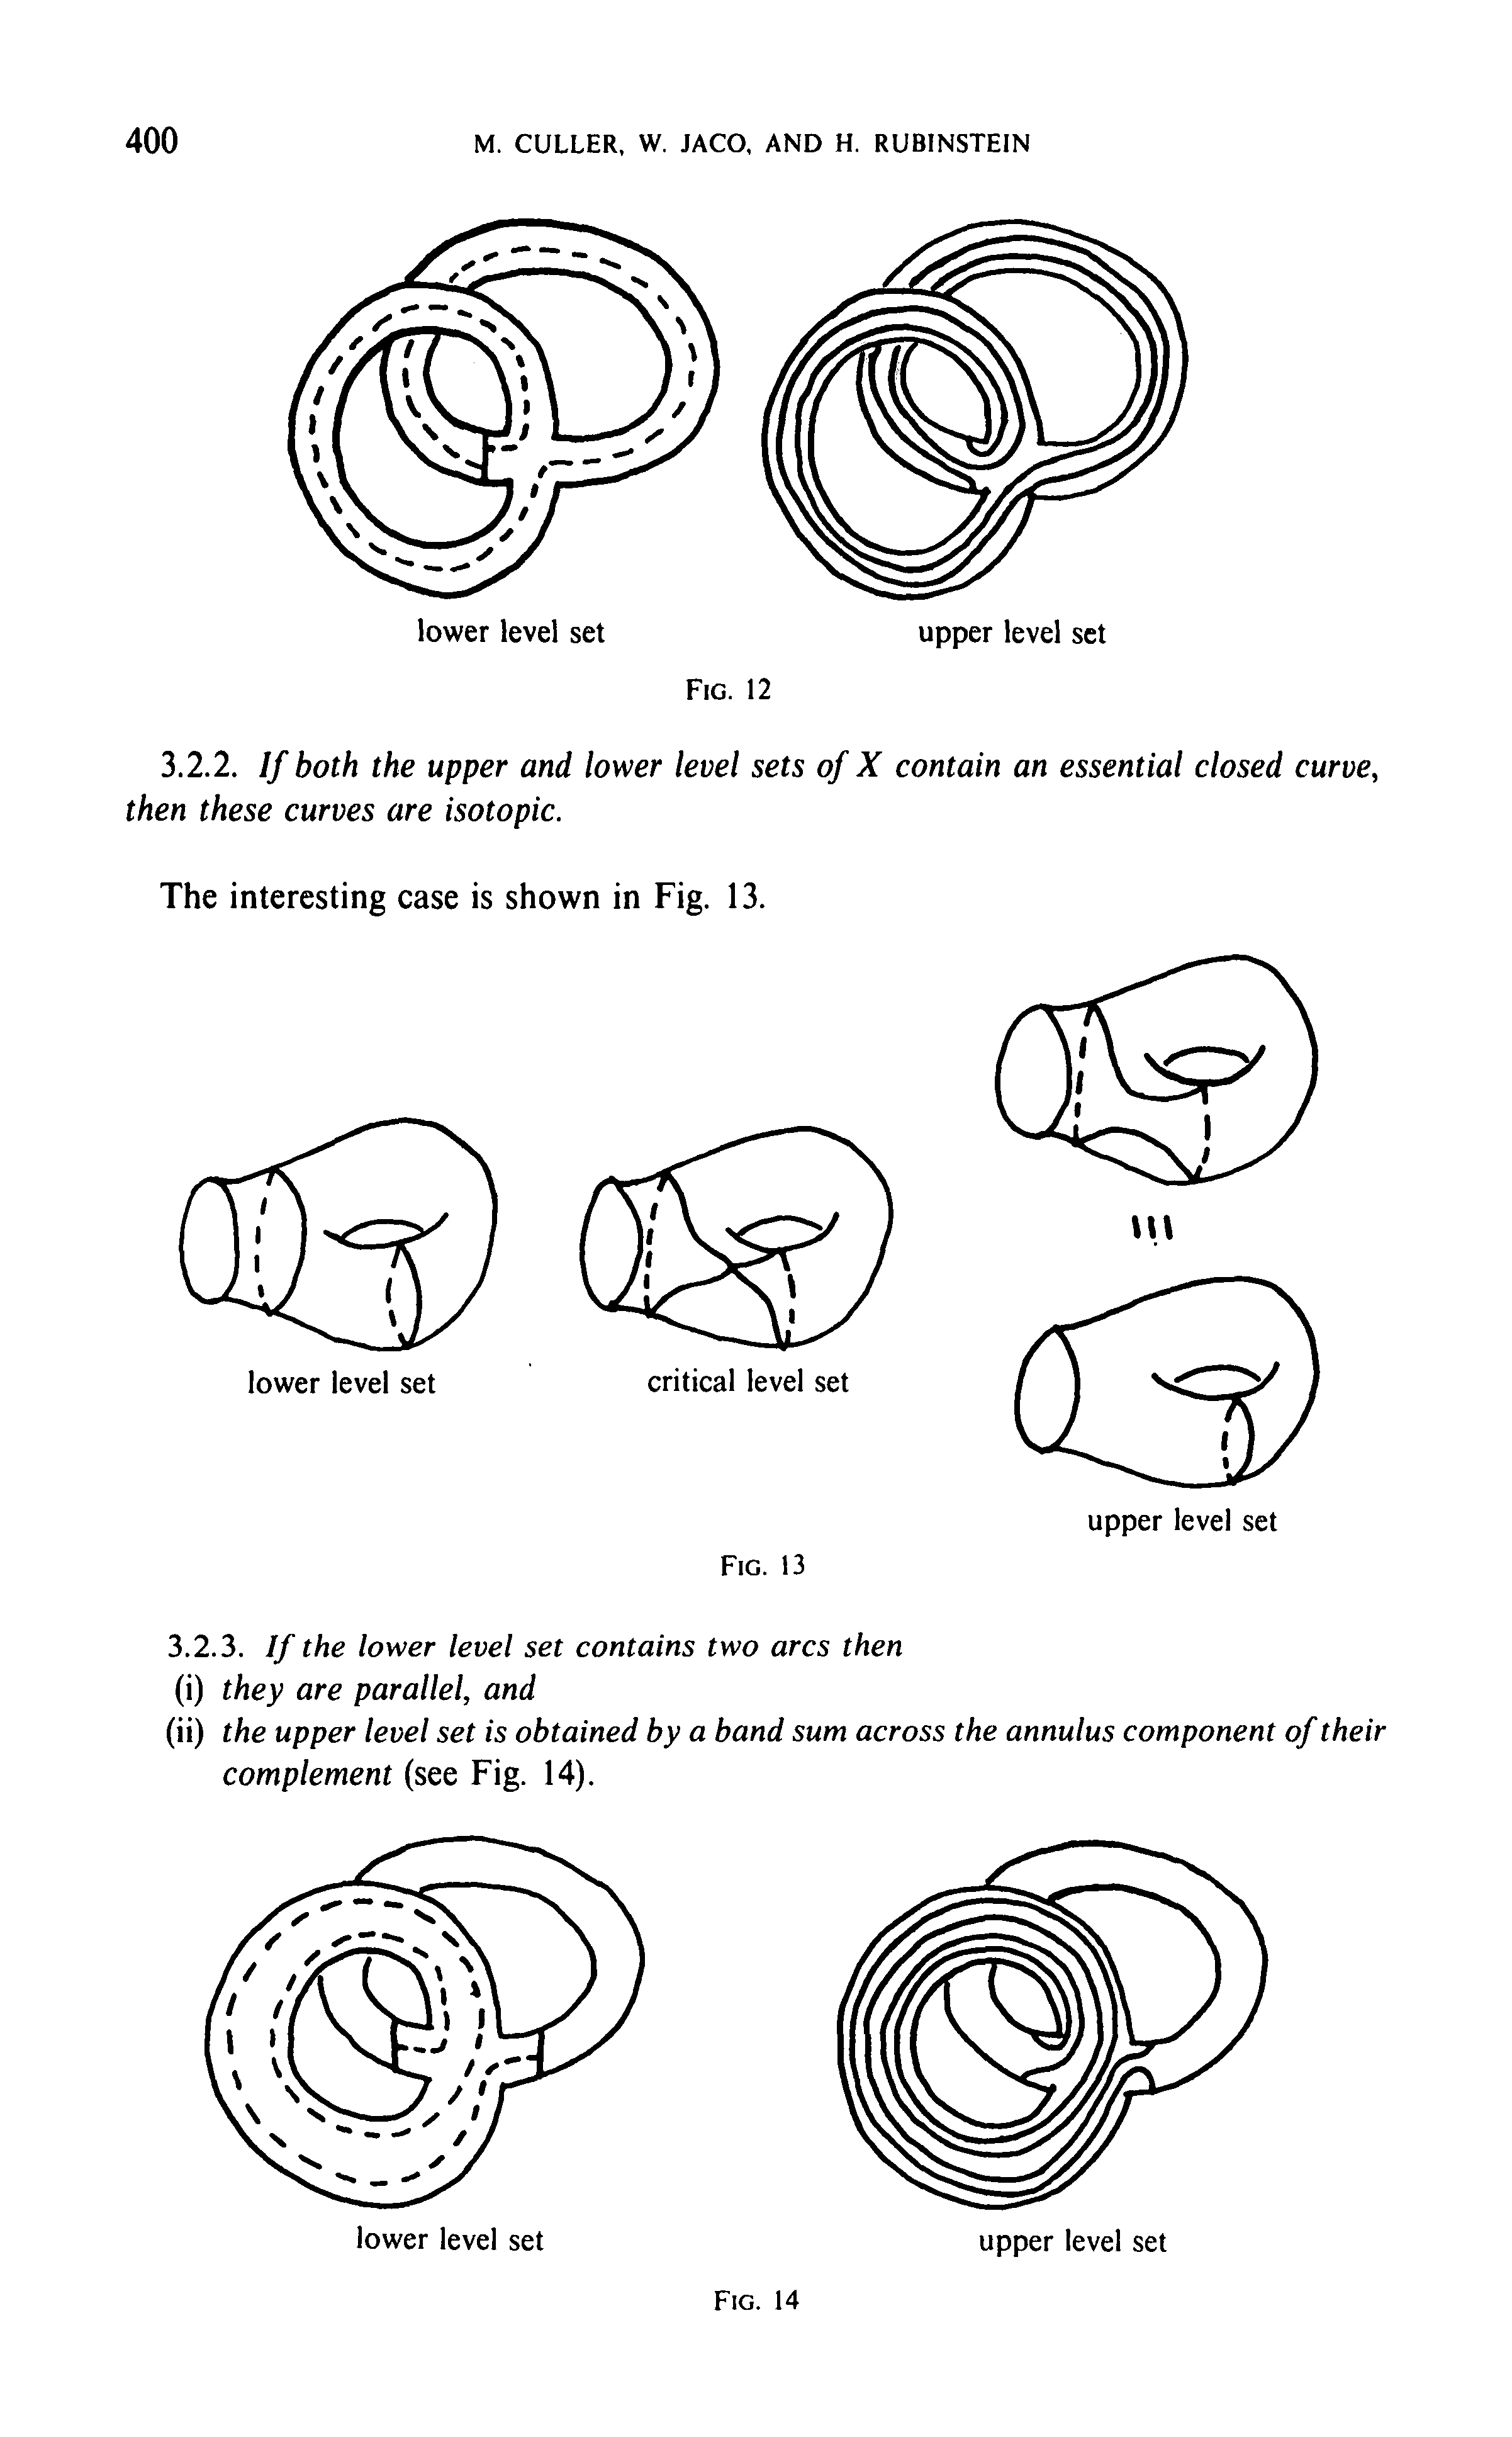 400
M. CULLER, W. JACO, AND H. RUBINSTEIN
lower level set
upper level set
FIG. 12
3.2.2. If both the upper and lower level sets of X contain an essential closed curve,
then these curves are isotopic.
The interesting case is shown in Fig. 13.
lower level set
critical level set
upper level set
FIG. 13
3.2.3. If the lower level set contains two arcs then
(i) they are parallel, and
(ii) the upper level set is obtained by a band sum across the annulus component of their
complement (see Fig. 14).
lower level set
upper level set
FIG. 14